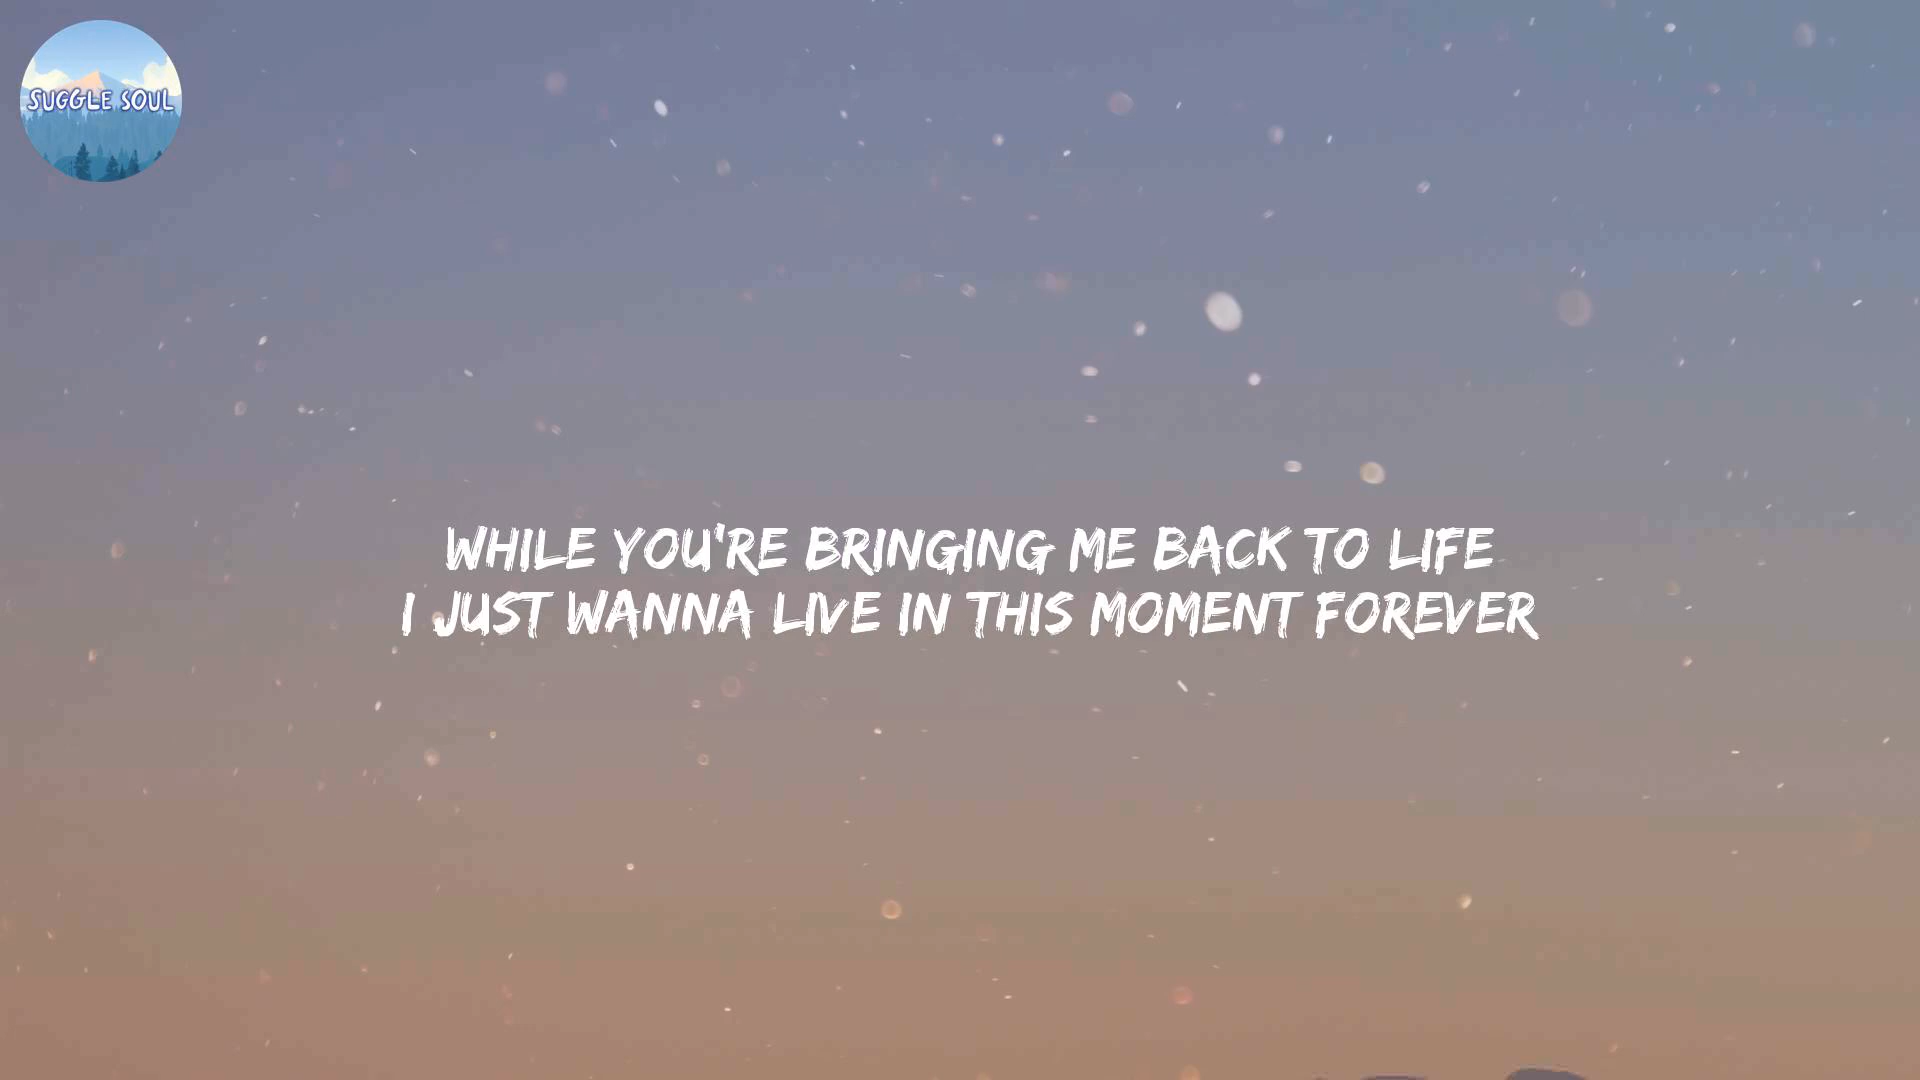 SUGGLE SOUL
WHILE YOU'RE BRINGING ME BACK TO LIFE
I JUST WANNA LIVE IN THIS MOMENT FOREVER